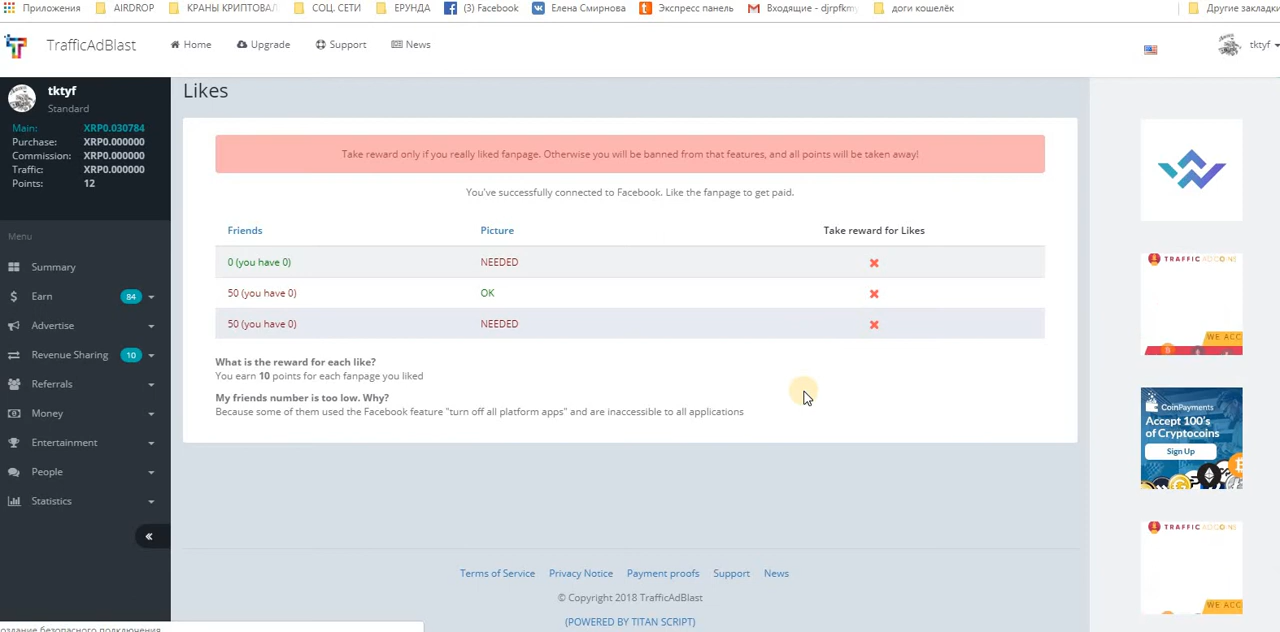 Приложения AIRDROP КРАНЫ КРИПТОВАЛ СОЦ. СЕТИ ЕРУНДА (3) Facebook Елена Смирнова Экспресс панель Входящие - djrpfkmy доги кошелёк Другие закладки
TrafficAdBlast Home Upgrade Support News tktyf
tktyf
Standard
Main: XRP0.030784
Purchase: XRP0.000000
Commission: XRP0.000000
Traffic: XRP0.000000
Points: 12
Menu
Summary
Earn 84
Advertise
Revenue Sharing 10
Referrals
Money
Entertainment
People
Statistics
Likes
Take reward only if you really liked fanpage. Otherwise you will be banned from that features, and all points will be taken away!
You've successfully connected to Facebook. Like the fanpage to get paid.
Friends Picture Take reward for Likes
0 (you have 0) NEEDED
50 (you have 0) OK
50 (you have 0) NEEDED
What is the reward for each like?
You earn 10 points for each fanpage you liked
My friends number is too low. Why?
Because some of them used the Facebook feature "turn off all platform apps" and are inaccessible to all applications
TRAFFIC ADCOINS
WE ACC
CoinPayments
Accept 100's
of Cryptocoins
Sign Up
TRAFFIC ADCOINS
WE ACC
Terms of Service Privacy Notice Payment proofs Support News
© Copyright 2018 TrafficAdBlast
(POWERED BY TITAN SCRIPT)